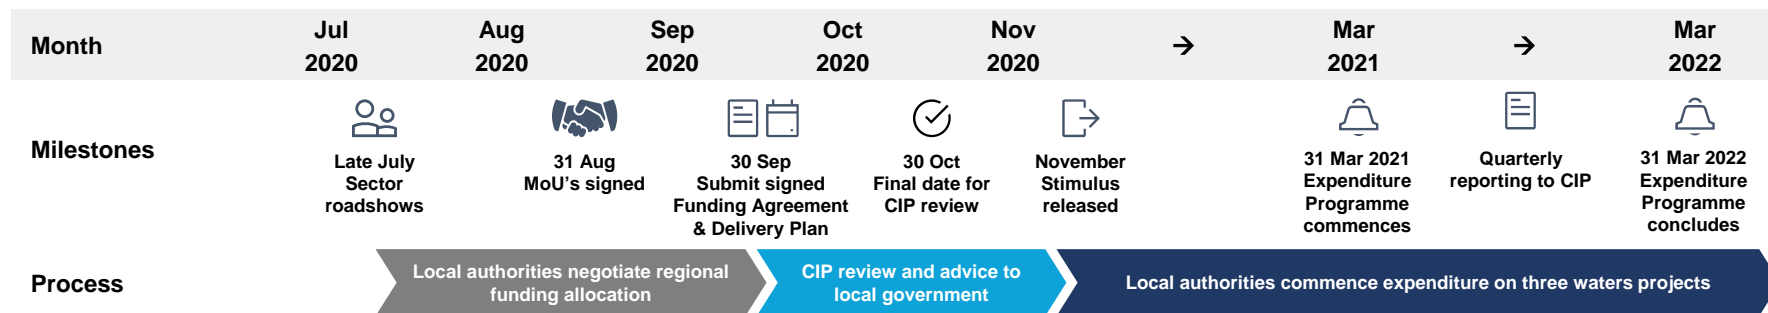 Month
Jul
2020
Aug
2020
Sep
2020
Oct
2020
Nov
2020
→
Mar
2021
→
Mar
2022
Milestones
Late July
Sector
roadshows
31 Aug
MoU's signed
30 Sep
Submit signed
Funding Agreement
& Delivery Plan
30 Oct
Final date for
CIP review
November
Stimulus
released
31 Mar 2021
Expenditure
Programme
commences
Quarterly
reporting to CIP
31 Mar 2022
Expenditure
Programme
concludes
Process
Local authorities negotiate regional
funding allocation
CIP review and advice to
local government
Local authorities commence expenditure on three waters projects